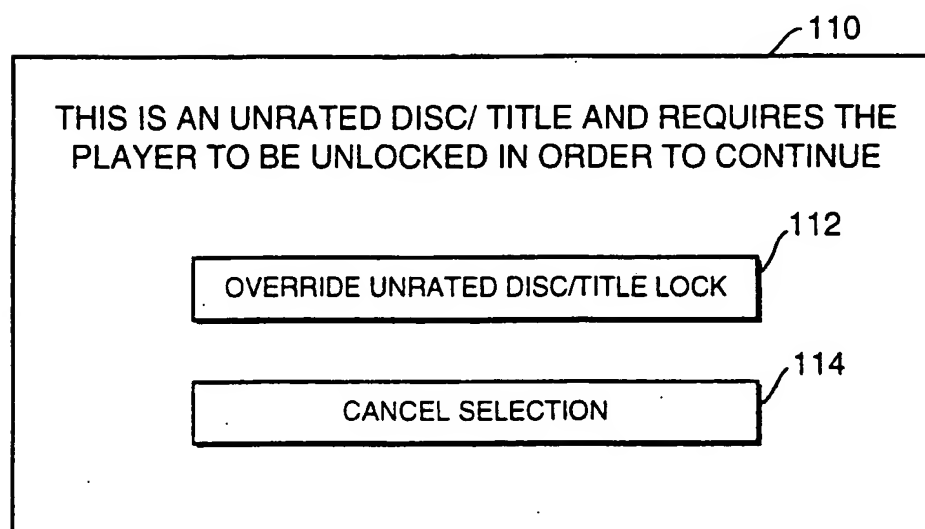 110
THIS IS AN UNRATED DISC/ TITLE AND REQUIRES THE
PLAYER TO BE UNLOCKED IN ORDER TO CONTINUE
112
OVERRIDE UNRATED DISC/TITLE LOCK
114
CANCEL SELECTION